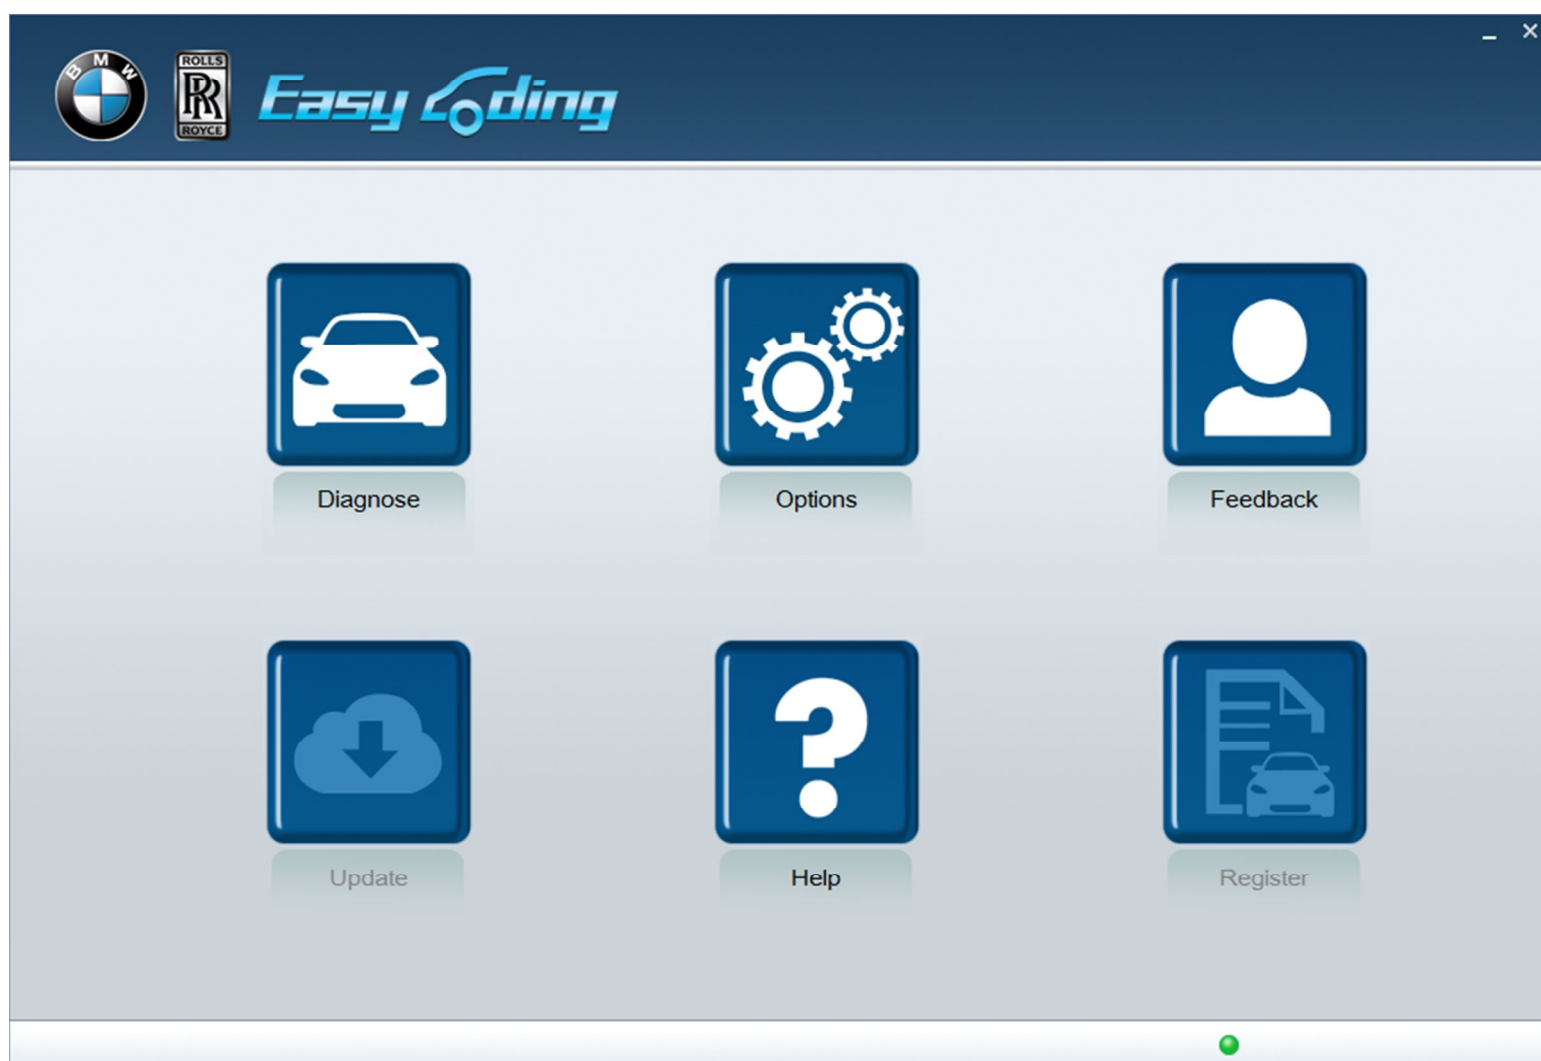 BMW
ROLLS
RR
ROYCE
Easy Coding
Diagnose
Options
Feedback
Update
Help
Register